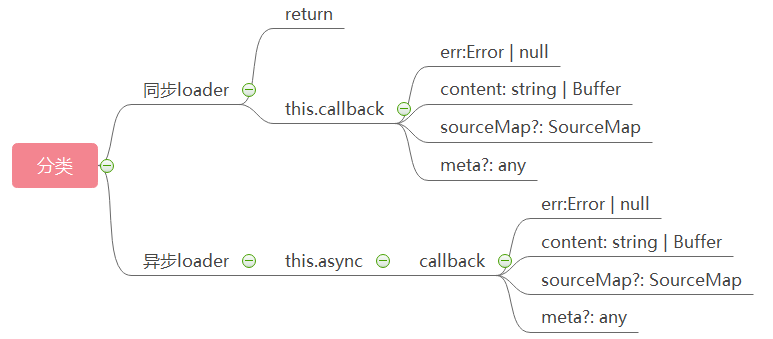 分类
同步loader
return
this.callback
err:Error | null
content: string | Buffer
sourceMap?: SourceMap
meta?: any
异步loader
this.async
callback
err:Error | null
content: string | Buffer
sourceMap?: SourceMap
meta?: any